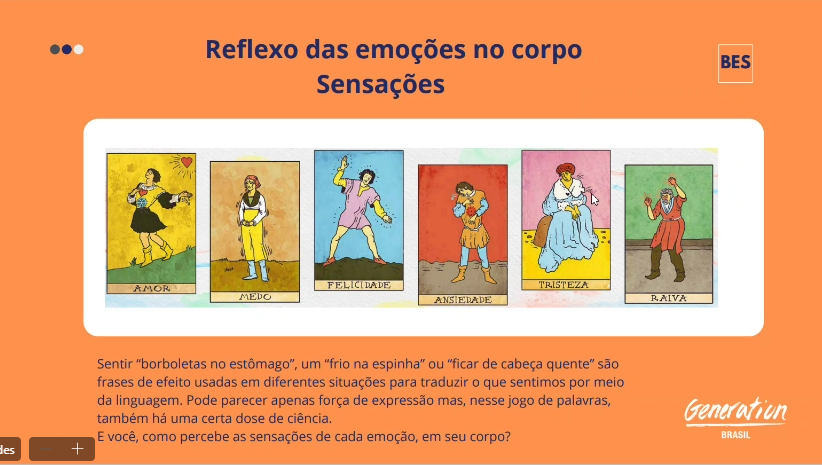 Reflexo das emoções no corpo
Sensações
BES
AMOR
MEDO
FELICIDADE
ANSIEDADE
TRISTEZA
RAIVA
Sentir “borboletas no estômago”, um “frio na espinha” ou “ficar de cabeça quente” são
frases de efeito usadas em diferentes situações para traduzir o que sentimos por meio
da linguagem. Pode parecer apenas força de expressão mas, nesse jogo de palavras,
também há uma certa dose de ciência.
E você, como percebe as sensações de cada emoção, em seu corpo?
Generation
BRASIL
des
+